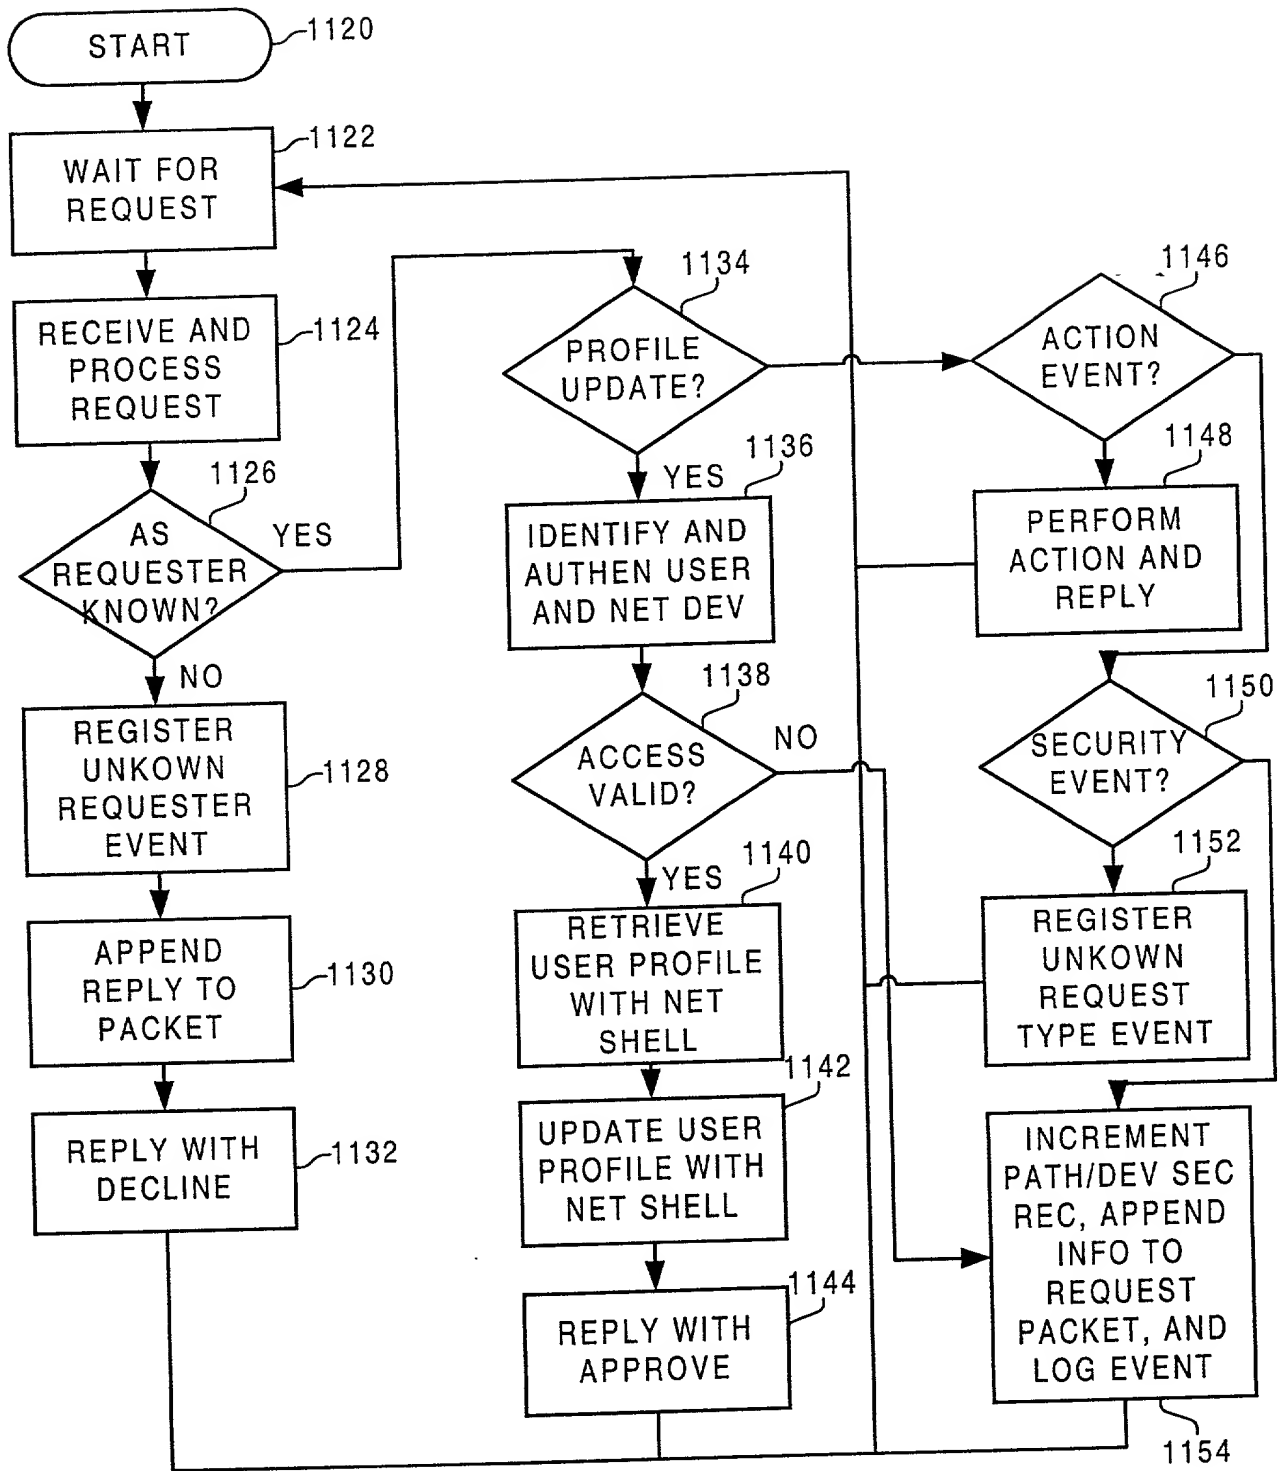 START
1120
WAIT FOR
REQUEST
1122
RECEIVE AND
PROCESS
REQUEST
1124
AS
REQUESTER
KNOWN?
1126
YES
NO
REGISTER
UNKOWN
REQUESTER
EVENT
1128
APPEND
REPLY TO
PACKET
1130
REPLY WITH
DECLINE
1132
PROFILE
UPDATE?
1134
YES
IDENTIFY AND
AUTHEN USER
AND NET DEV
1136
ACCESS
VALID?
1138
NO
YES
RETRIEVE
USER PROFILE
WITH NET
SHELL
1140
UPDATE USER
PROFILE WITH
NET SHELL
1142
REPLY WITH
APPROVE
1144
ACTION
EVENT?
1146
PERFORM
ACTION AND
REPLY
1148
SECURITY
EVENT?
1150
REGISTER
UNKOWN
REQUEST
TYPE EVENT
1152
INCREMENT
PATH/DEV SEC
REC, APPEND
INFO TO
REQUEST
PACKET, AND
LOG EVENT
1154